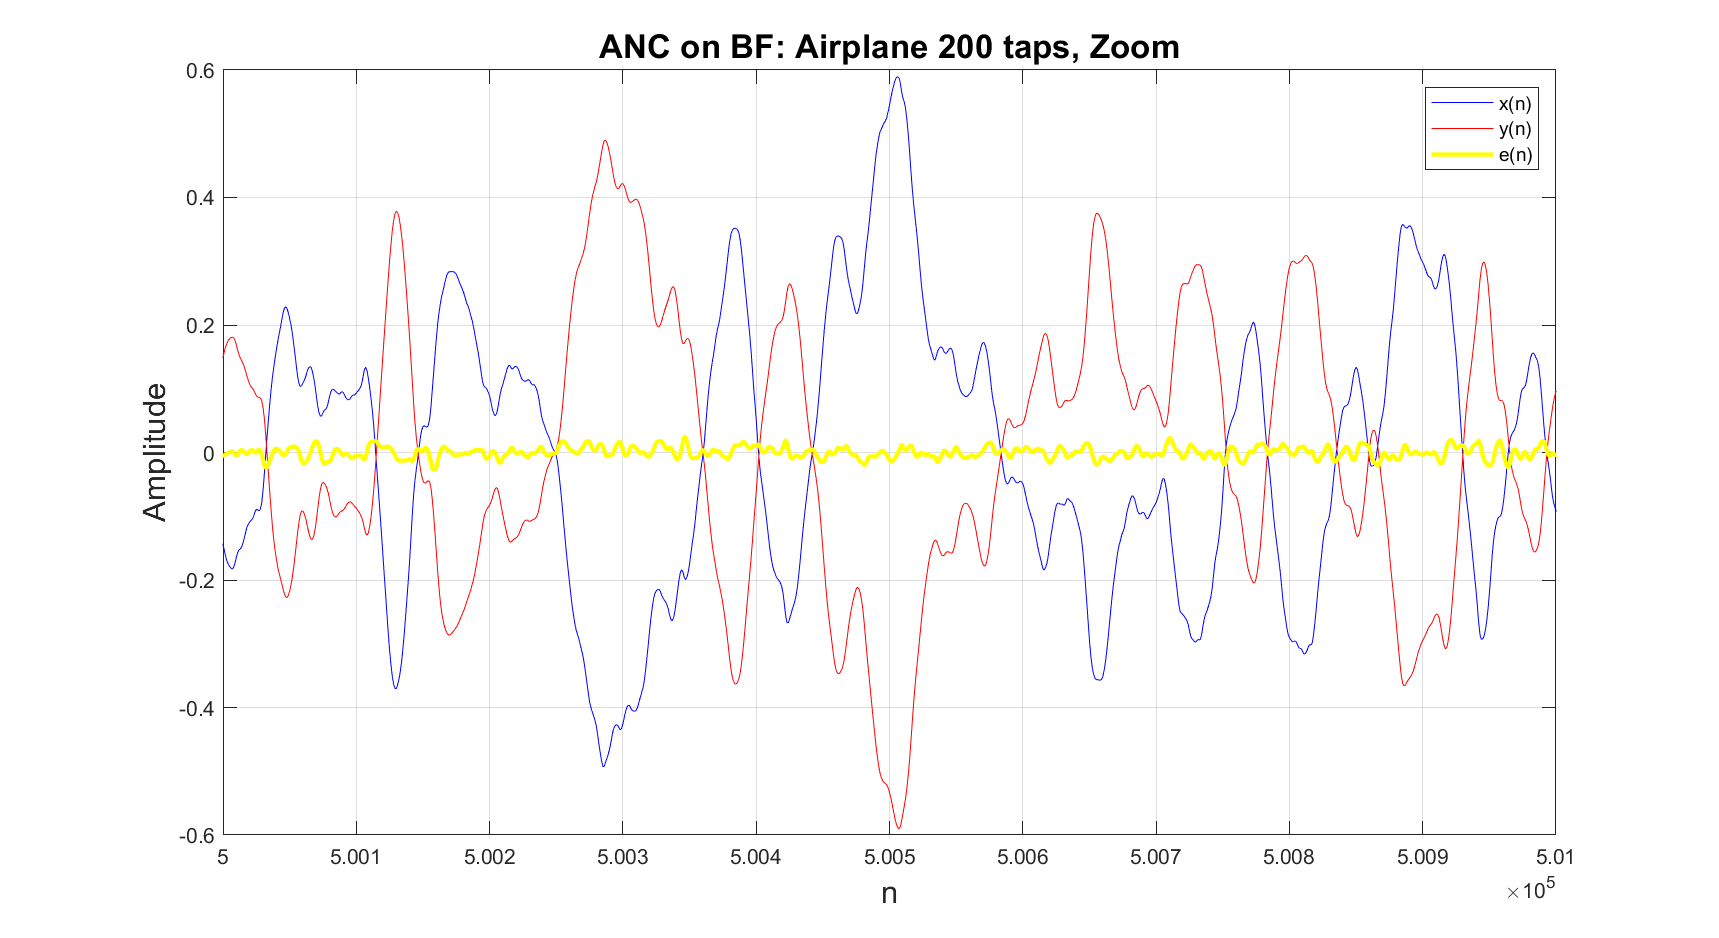 ANC on BF: Airplane 200 taps, Zoom
x(n)
y(n)
e(n)
Amplitude
0.6
0.4
0.2
0
-0.2
-0.4
-0.6
5 5.001 5.002 5.003 5.004 5.005 5.006 5.007 5.008 5.009 5.01
n
×10⁵